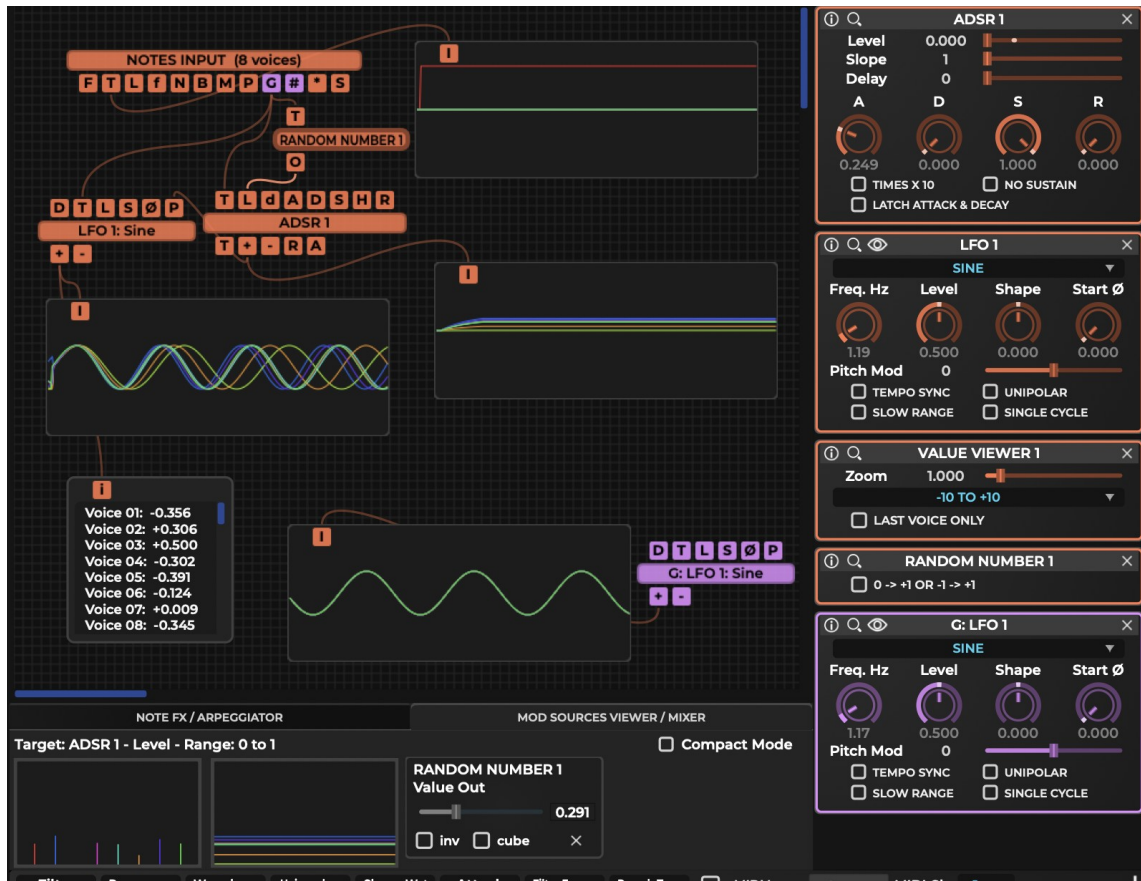 NOTES INPUT (8 voices)
F T L f N B M P G # * S
I
T
RANDOM NUMBER 1
O
D T L S Ø P
LFO 1: Sine
+ -
T L d A D S H R
ADSR 1
T + - R A
I
I
i
Voice 01: -0.356
Voice 02: +0.306
Voice 03: +0.500
Voice 04: -0.302
Voice 05: -0.391
Voice 06: -0.124
Voice 07: +0.009
Voice 08: -0.345
I
D T L S Ø P
G: LFO 1: Sine
+ -
ADSR 1
Level 0.000
Slope 1
Delay 0
A D S R
0.249 0.000 1.000 0.000
TIMES X 10 NO SUSTAIN
LATCH ATTACK & DECAY
LFO 1
SINE
Freq. Hz Level Shape Start Ø
1.19 0.500 0.000 0.000
Pitch Mod 0
TEMPO SYNC UNIPOLAR
SLOW RANGE SINGLE CYCLE
VALUE VIEWER 1
Zoom 1.000
-10 TO +10
LAST VOICE ONLY
RANDOM NUMBER 1
0 -> +1 OR -1 -> +1
G: LFO 1
SINE
Freq. Hz Level Shape Start Ø
1.17 0.500 0.000 0.000
Pitch Mod 0
TEMPO SYNC UNIPOLAR
SLOW RANGE SINGLE CYCLE
NOTE FX / ARPEGGIATOR MOD SOURCES VIEWER / MIXER
Target: ADSR 1 - Level - Range: 0 to 1 Compact Mode
RANDOM NUMBER 1
Value Out
0.291
inv cube